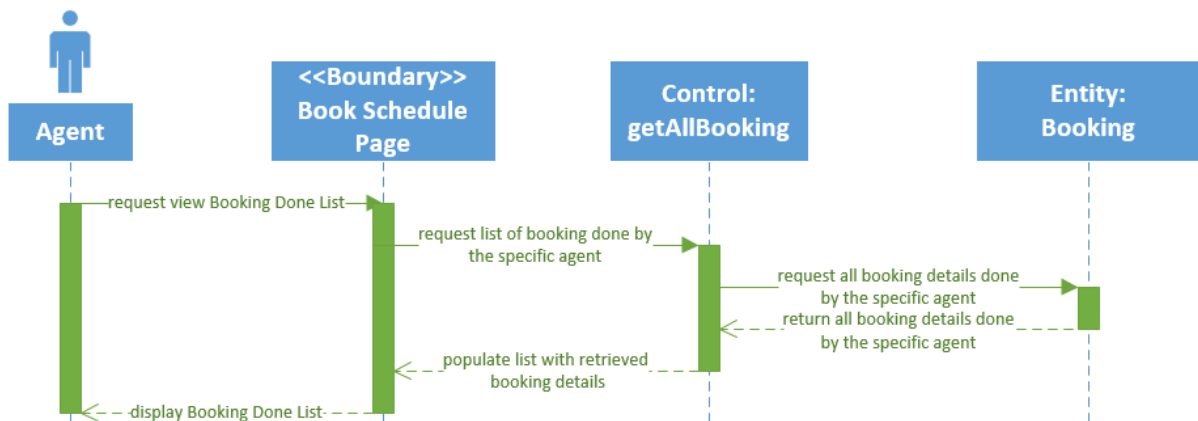 Agent
<<Boundary>>
Book Schedule
Page
Control:
getAllBooking
Entity:
Booking
request view Booking Done List
request list of booking done by
the specific agent
request all booking details done
by the specific agent
return all booking details done
by the specific agent
populate list with retrieved
booking details
display Booking Done List